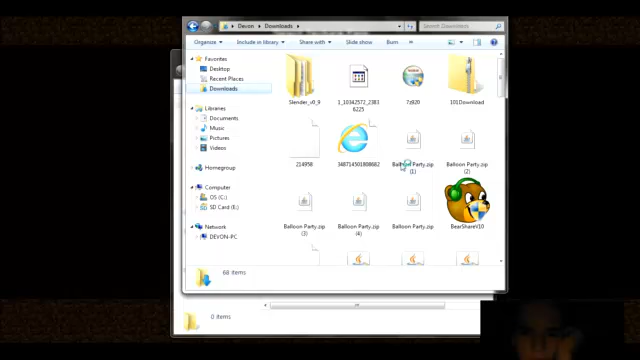 Devon ▸ Downloads ▸
Search Downloads
Organize
Include in library
Share with
Slide show
Burn
Favorites
Desktop
Recent Places
Downloads
Libraries
Documents
Music
Pictures
Videos
Homegroup
Computer
OS (C:)
SD Card (E:)
Network
DEVON-PC
Slender_v0_9
1_10342572_2383
6225
7z920
101Download
214958
Balloon Party.zip
(1)
Balloon Party.zip
(2)
Balloon Party.zip
(3)
Balloon Party.zip
(4)
Balloon Party.zip
BearShareV10
68 items
0 items